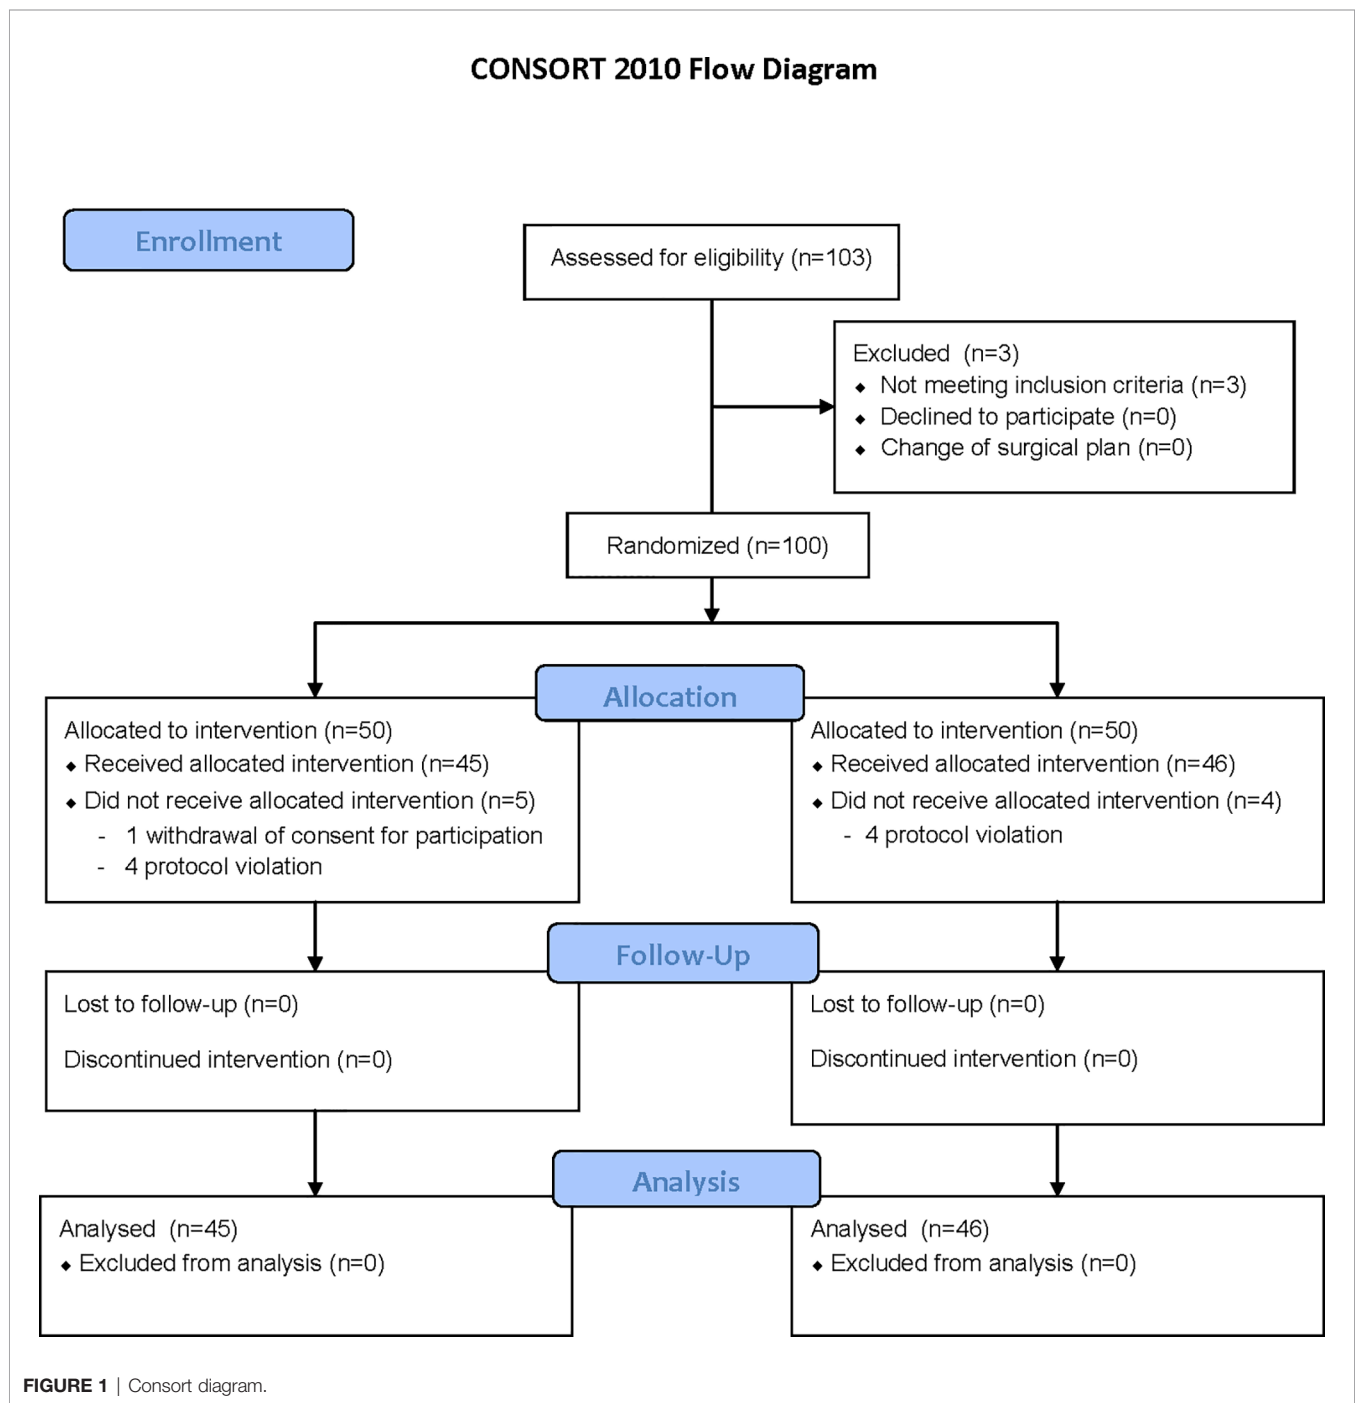 CONSORT 2010 Flow Diagram
Enrollment
Assessed for eligibility (n=103)
Excluded (n=3)
⬥ Not meeting inclusion criteria (n=3)
⬥ Declined to participate (n=0)
⬥ Change of surgical plan (n=0)
Randomized (n=100)
Allocation
Allocated to intervention (n=50)
⬥ Received allocated intervention (n=45)
⬥ Did not receive allocated intervention (n=5)
- 1 withdrawal of consent for participation
- 4 protocol violation
Allocated to intervention (n=50)
⬥ Received allocated intervention (n=46)
⬥ Did not receive allocated intervention (n=4)
- 4 protocol violation
Follow-Up
Lost to follow-up (n=0)
Discontinued intervention (n=0)
Lost to follow-up (n=0)
Discontinued intervention (n=0)
Analysis
Analysed (n=45)
⬥ Excluded from analysis (n=0)
Analysed (n=46)
⬥ Excluded from analysis (n=0)
FIGURE 1 | Consort diagram.